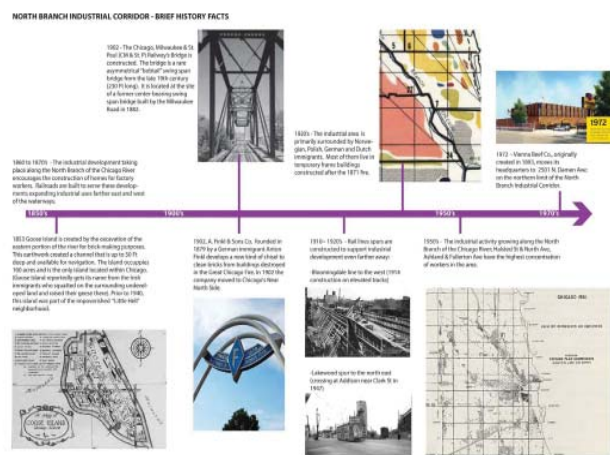 NORTH BRANCH INDUSTRIAL CORRIDOR - BRIEF HISTORY FACTS
1902 - The Chicago, Milwaukee & St.
Paul (CM & St. P) Railway's Bridge is
constructed. The bridge is a rare
asymmetrical "bobtail" swing span
bridge from the late 19th century
(230 Ft long). It is located at the site
of a former center-bearing swing
span bridge built by the Milwaukee
Road in 1882.
1920's - The industrial area is
primarily surrounded by Norwe-
gian, Polish, German and Dutch
immigrants. Most of them live in
temporary frame buildings
constructed after the 1871 fire.
1972
1972 - Vienna Beef Co., originally
created in 1893, moves its
headquarters to 2501 N. Damen Ave.
on the northern limit of the North
Branch Industrial Corridor.
1860 to 1870's - The industrial development taking
place along the North Branch of the Chicago River
encourages the construction of homes for factory
workers. Railroads are built to serve these develop-
ments expanding industrial uses farther east and west
of the waterways.
1850's 1900's 1950's 1970's
1853 Goose Island is created by the excavation of the
eastern portion of the river for brick-making purposes.
This earthwork created a channel that is up to 50 Ft
deep and available for navigation. The island occupies
160 acres and is the only island located within Chicago.
(Goose Island reportedly gets its name from the Irish
immigrants who squatted on the surrounding undevel-
oped land and raised their geese there). Prior to 1940,
this island was part of the impoverished "Little Hell"
neighborhood.
1902, A. Finkl & Sons Co. founded in
1879 by a German immigrant Anton
Finkl develops a new kind of chisel to
clean bricks from buildings destroyed
in the Great Chicago Fire. In 1902 the
company moved to Chicago's Near
North Side.
1910 - 1920's - Rail lines spurs are
constructed to support industrial
development even farther away:
-Bloomingdale line to the west (1914
construction on elevated tracks)
-Lakewood spur to the north east
(crossing at Addison near Clark St in
1947)
1950's - The industrial activity growing along the North
Branch of the Chicago River, Halsted St & North Ave,
Ashland & Fullerton Ave have the highest concentration
of workers in the area.
GOOSE ISLAND
CHICAGO 1951